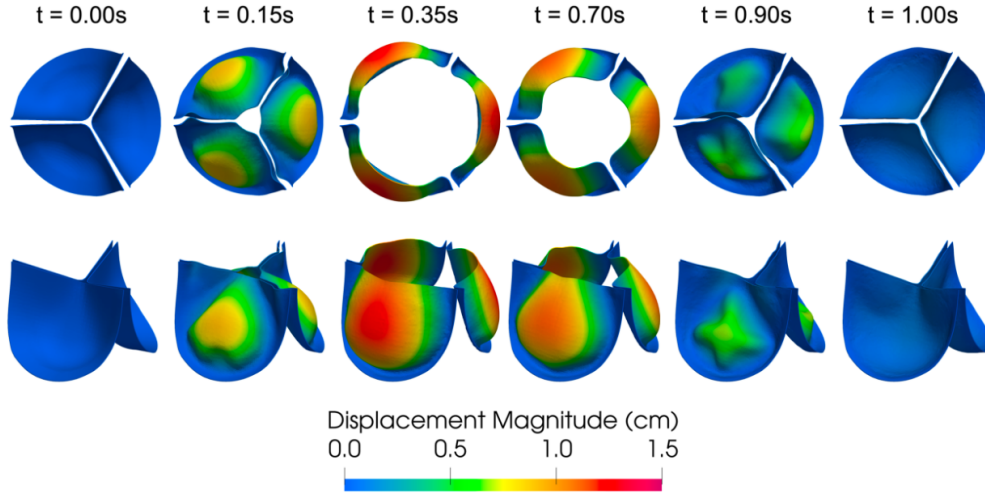 t = 0.00s t = 0.15s t = 0.35s t = 0.70s t = 0.90s t = 1.00s
Displacement Magnitude (cm)
0.0 0.5 1.0 1.5